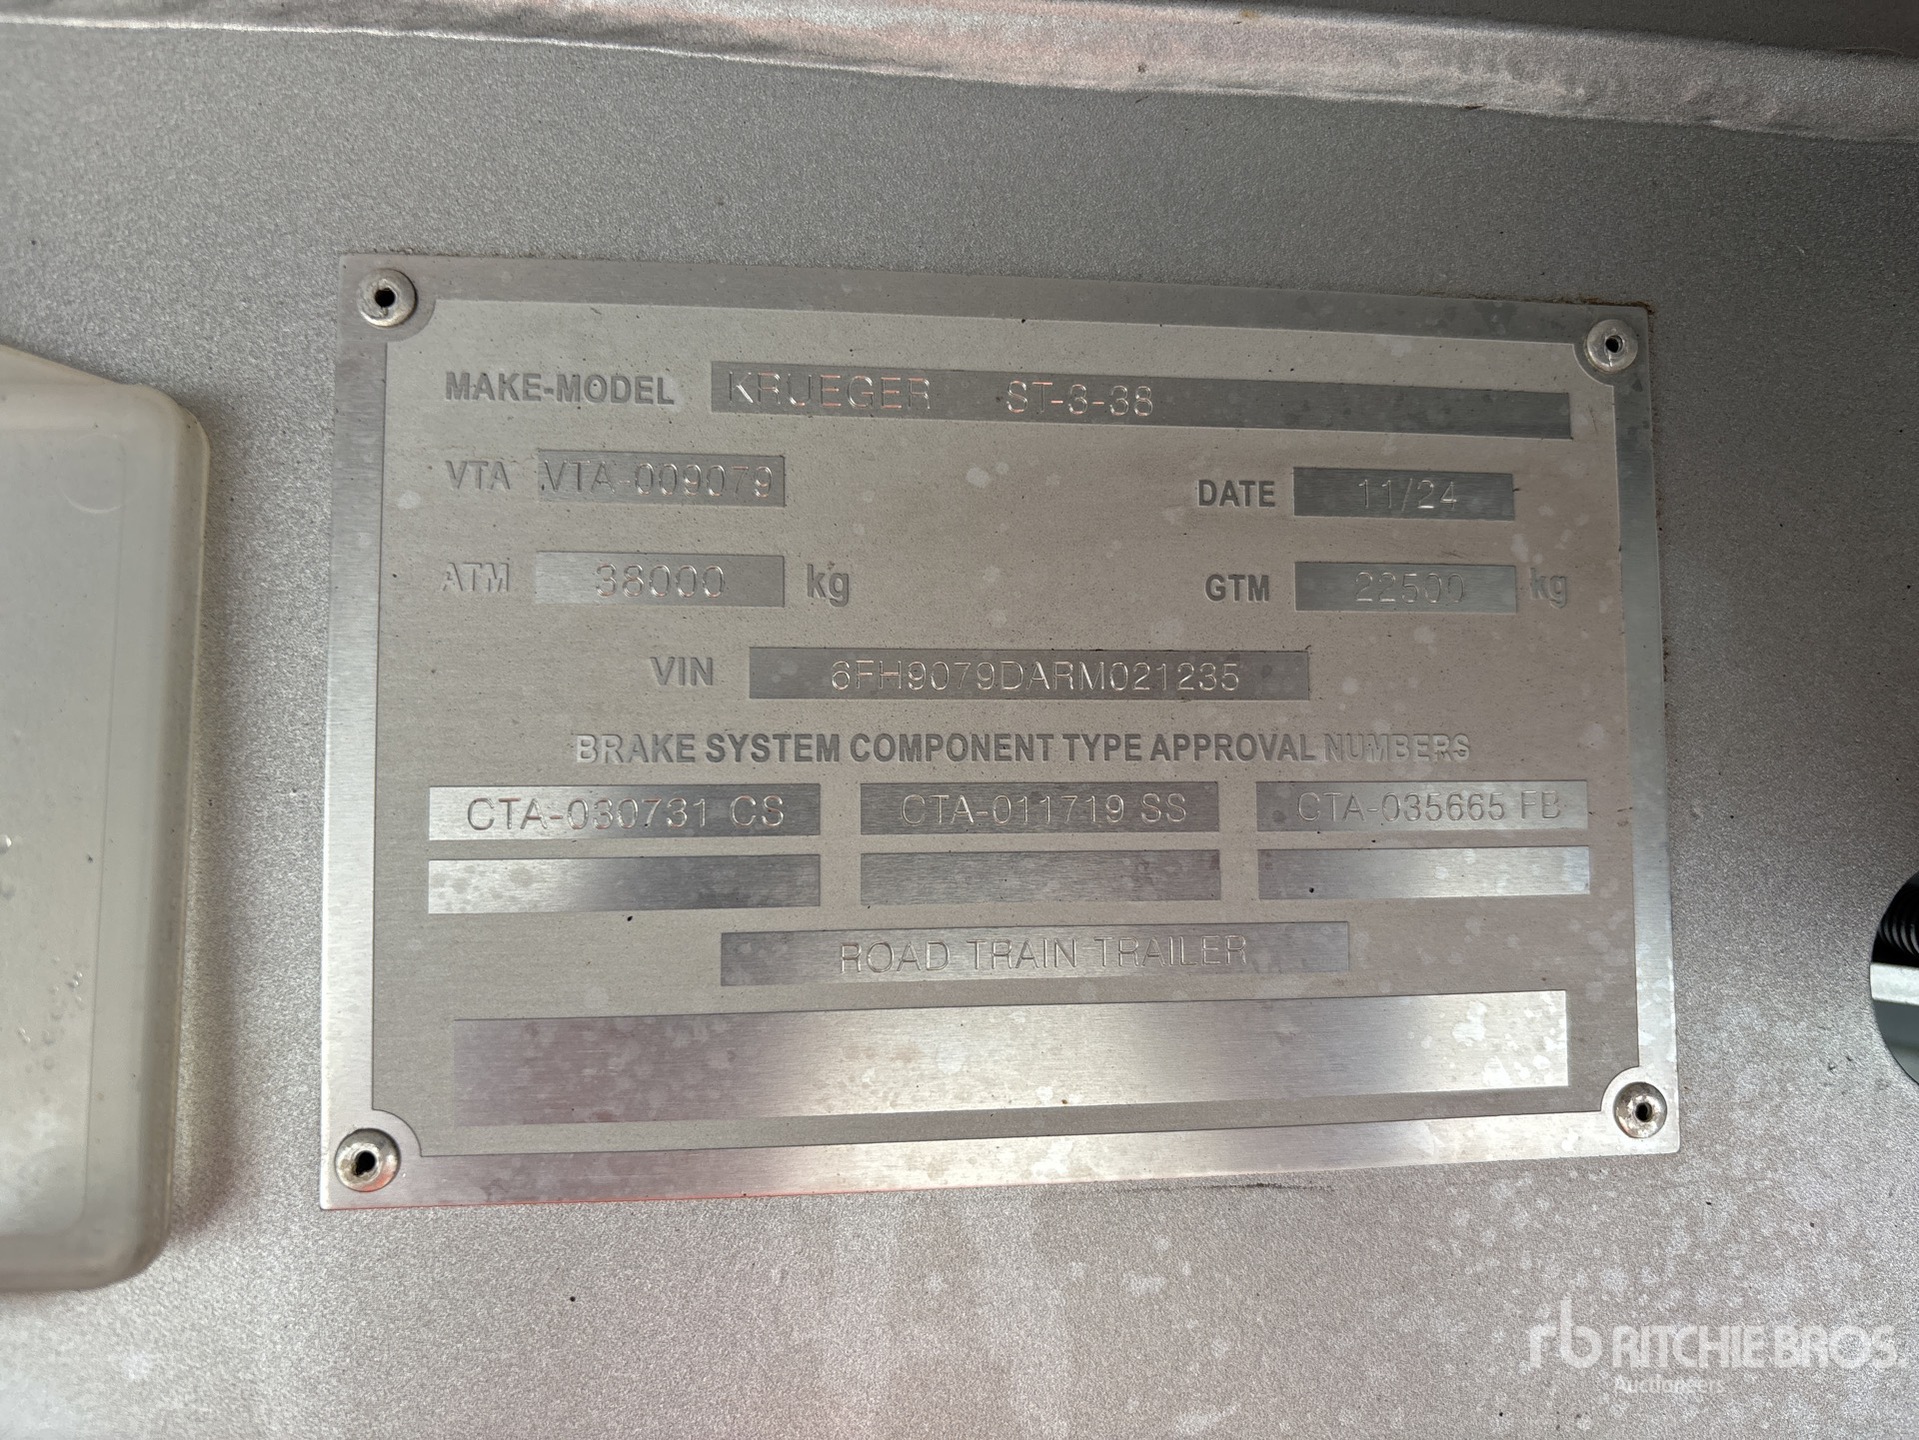 MAKE-MODEL KRUEGER ST-3-38
VTA VTA-009079 DATE 11/24
ATM 38000 kg GTM 22500 kg
VIN 6FH9079DARM021235
BRAKE SYSTEM COMPONENT TYPE APPROVAL NUMBERS
CTA-030731 CS CTA-011719 SS CTA-035665 FB
ROAD TRAIN TRAILER
rb RITCHIE BROS.
Auctioneers